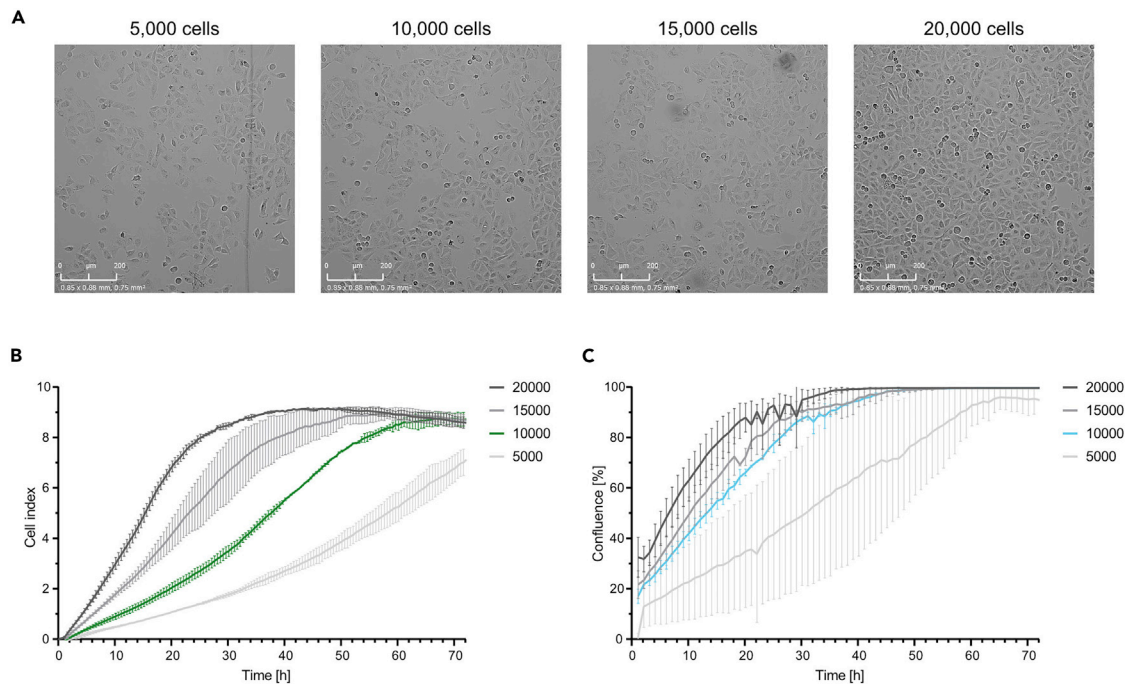 A
5,000 cells
10,000 cells
15,000 cells
20,000 cells
0 µm 200
0.85 x 0.88 mm, 0.75 mm²
0 µm 200
0.85 x 0.88 mm, 0.75 mm²
0 µm 200
0.85 x 0.88 mm, 0.75 mm²
0 µm 200
0.85 x 0.88 mm, 0.75 mm²
B
Cell index
10
8
6
4
2
0
0 10 20 30 40 50 60 70
Time [h]
20000
15000
10000
5000
C
Confluence [%]
100
80
60
40
20
0
0 10 20 30 40 50 60 70
Time [h]
20000
15000
10000
5000